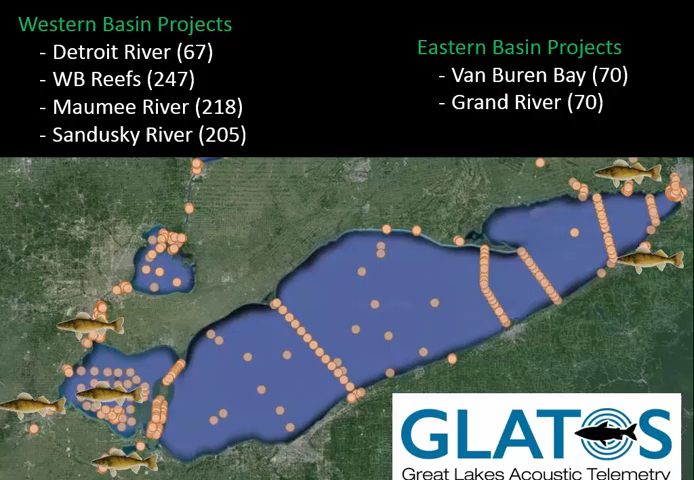 Western Basin Projects
- Detroit River (67)
- WB Reefs (247)
- Maumee River (218)
- Sandusky River (205)
Eastern Basin Projects
- Van Buren Bay (70)
- Grand River (70)
GLATOS
Great Lakes Acoustic Telemetry